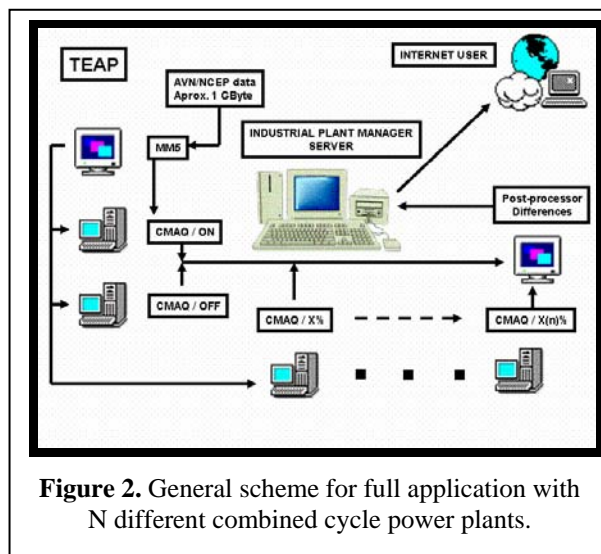 TEAP
AVN/NCEP data
Aprox. 1 GByte
INTERNET USER
MM5
INDUSTRIAL PLANT MANAGER
SERVER
Post-processor
Differences
CMAQ / ON
CMAQ / OFF
CMAQ / X%
CMAQ / X(n)%
Figure 2. General scheme for full application with
N different combined cycle power plants.